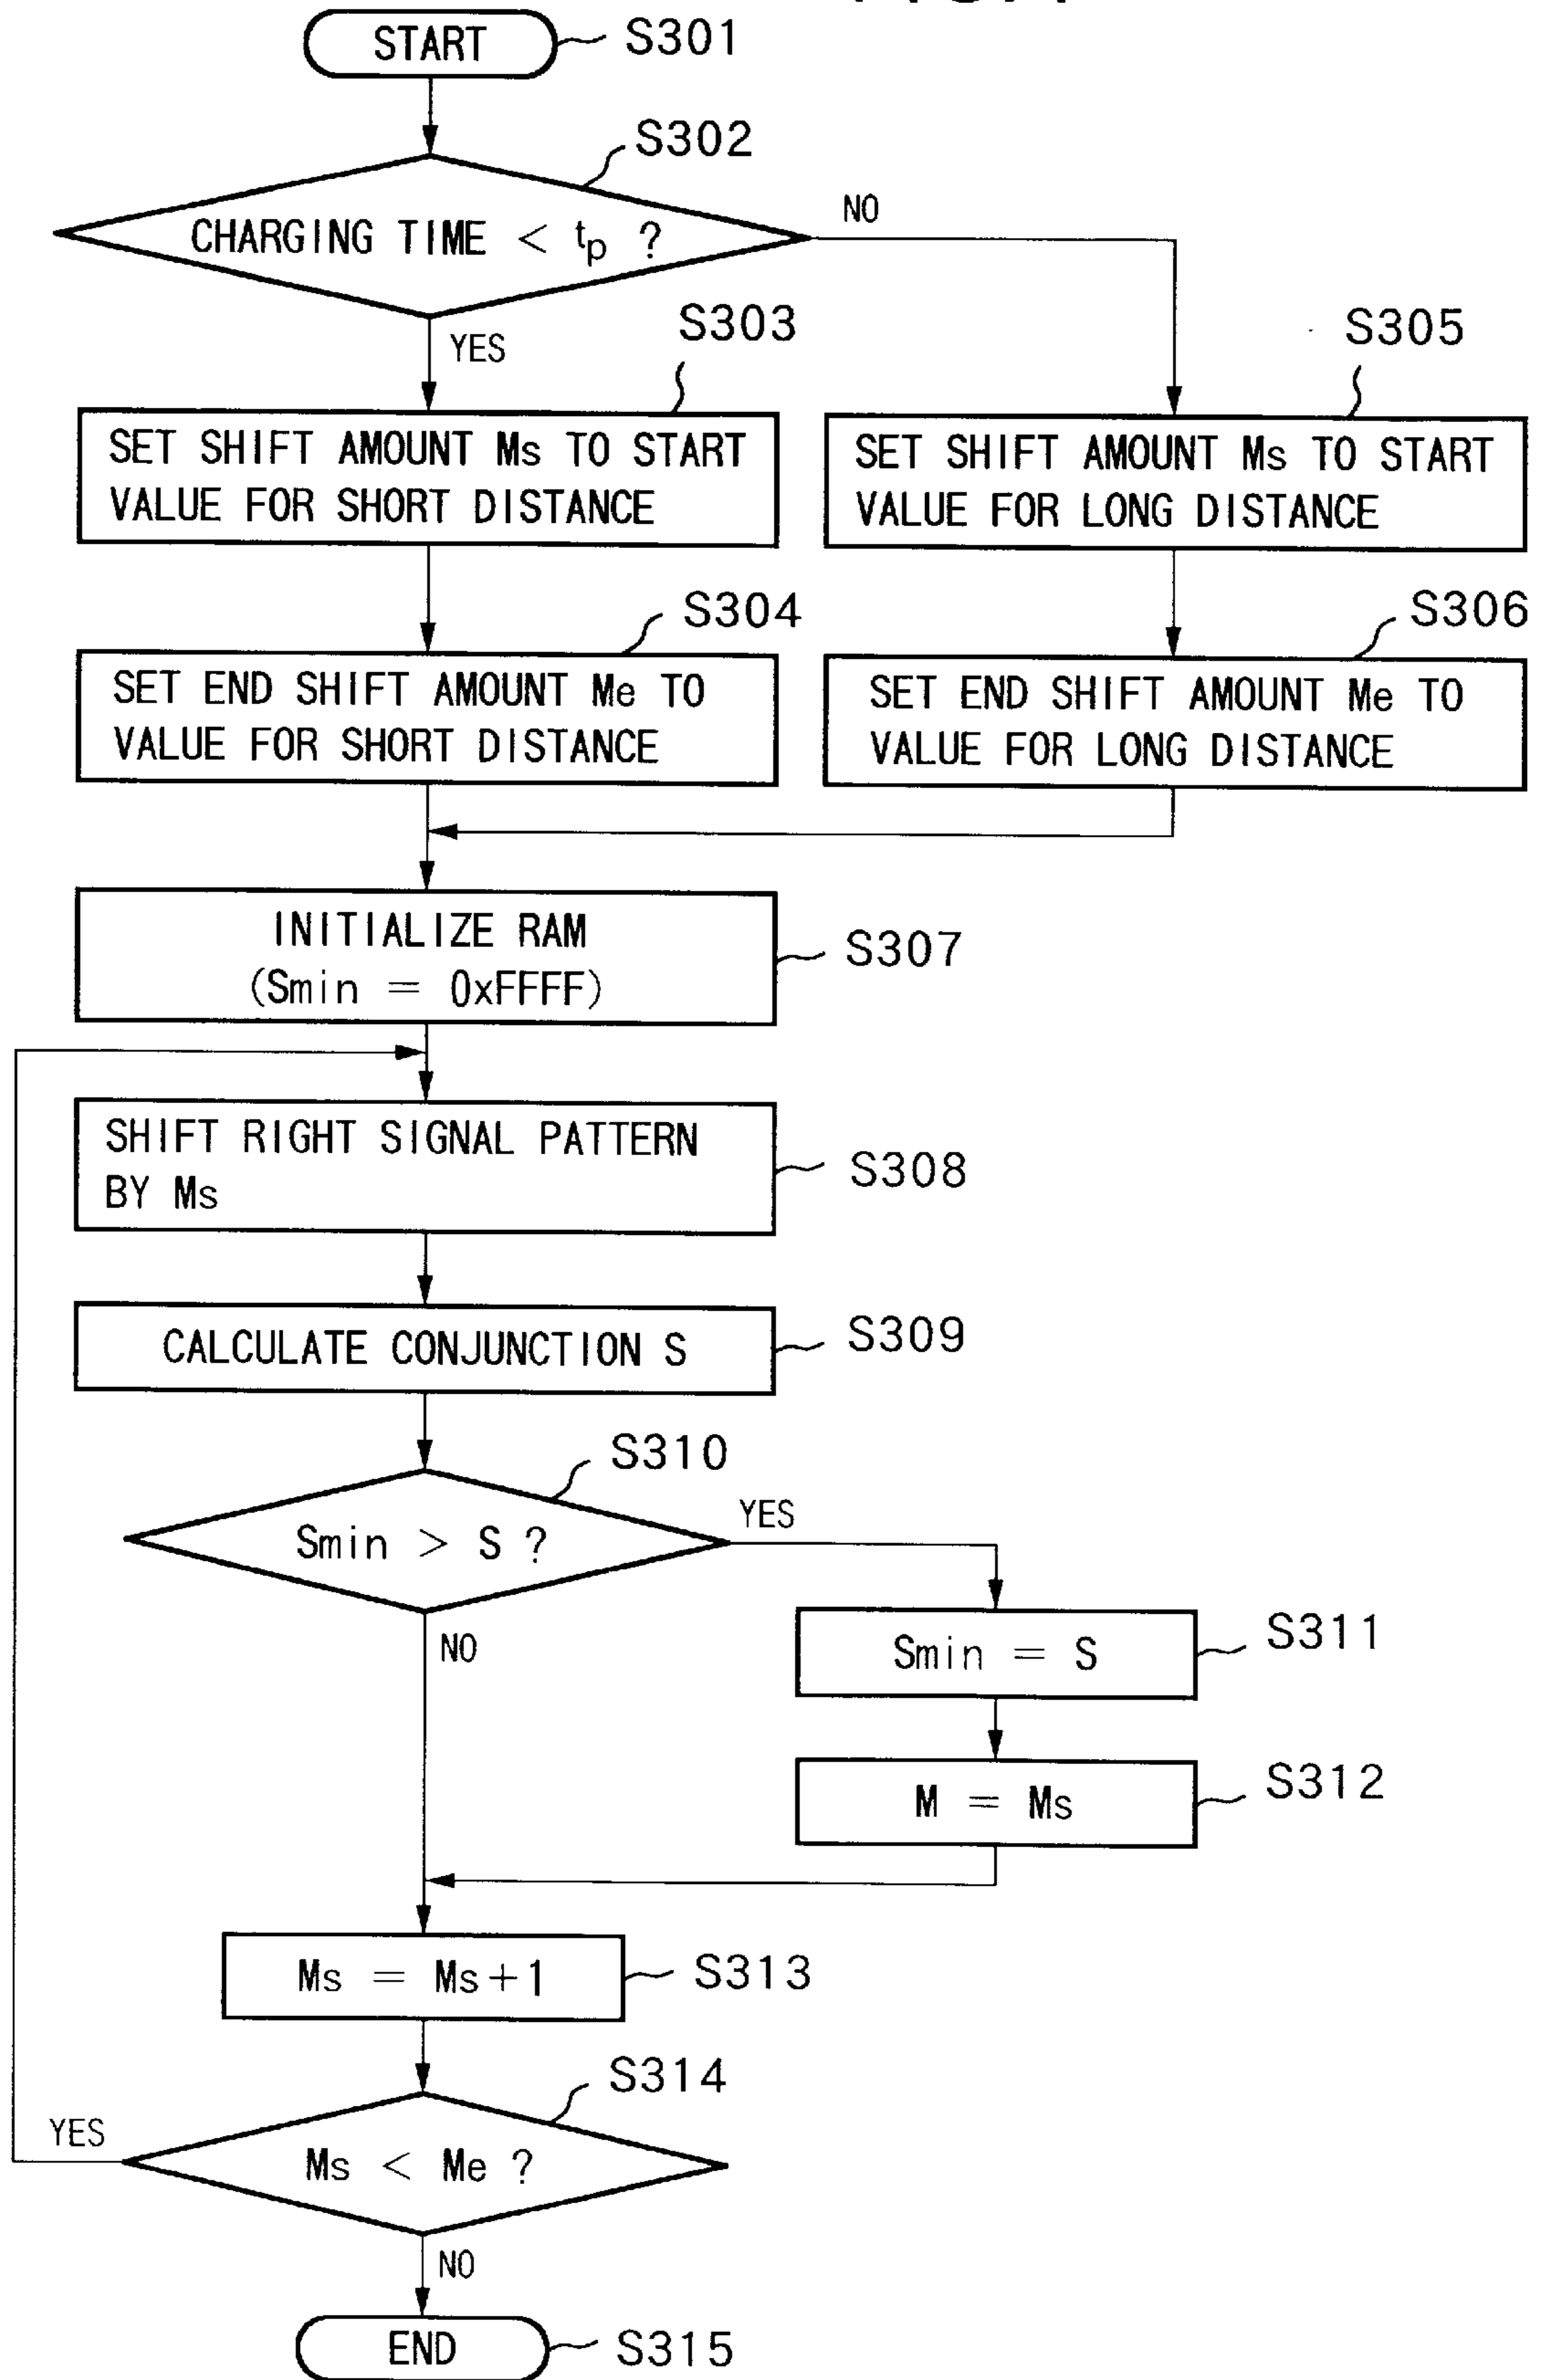 START
S301
S302
CHARGING TIME < tp ?
NO
YES
S303
S305
SET SHIFT AMOUNT Ms TO START
VALUE FOR SHORT DISTANCE
SET SHIFT AMOUNT Ms TO START
VALUE FOR LONG DISTANCE
S304
S306
SET END SHIFT AMOUNT Me TO
VALUE FOR SHORT DISTANCE
SET END SHIFT AMOUNT Me TO
VALUE FOR LONG DISTANCE
INITIALIZE RAM
(Smin = 0xFFFF)
S307
SHIFT RIGHT SIGNAL PATTERN
BY Ms
S308
CALCULATE CONJUNCTION S
S309
S310
Smin > S ?
YES
NO
Smin = S
S311
M = Ms
S312
Ms = Ms+1
S313
S314
YES
Ms < Me ?
NO
END
S315